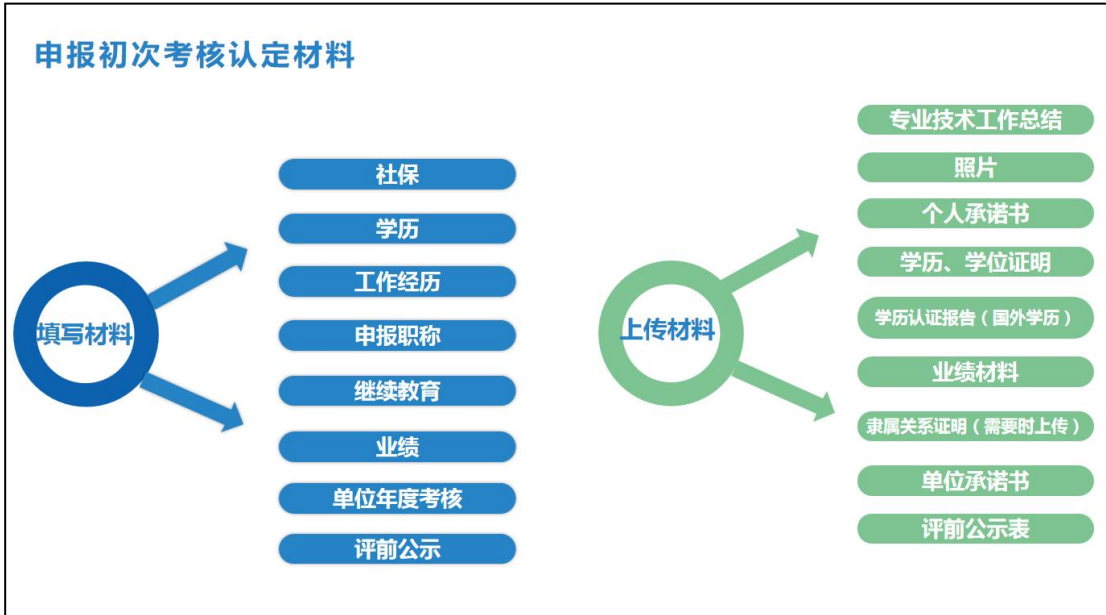 申报初次考核认定材料
填写材料
社保
学历
工作经历
申报职称
继续教育
业绩
单位年度考核
评前公示
上传材料
专业技术工作总结
照片
个人承诺书
学历、学位证明
学历认证报告（国外学历）
业绩材料
隶属关系证明（需要时上传）
单位承诺书
评前公示表